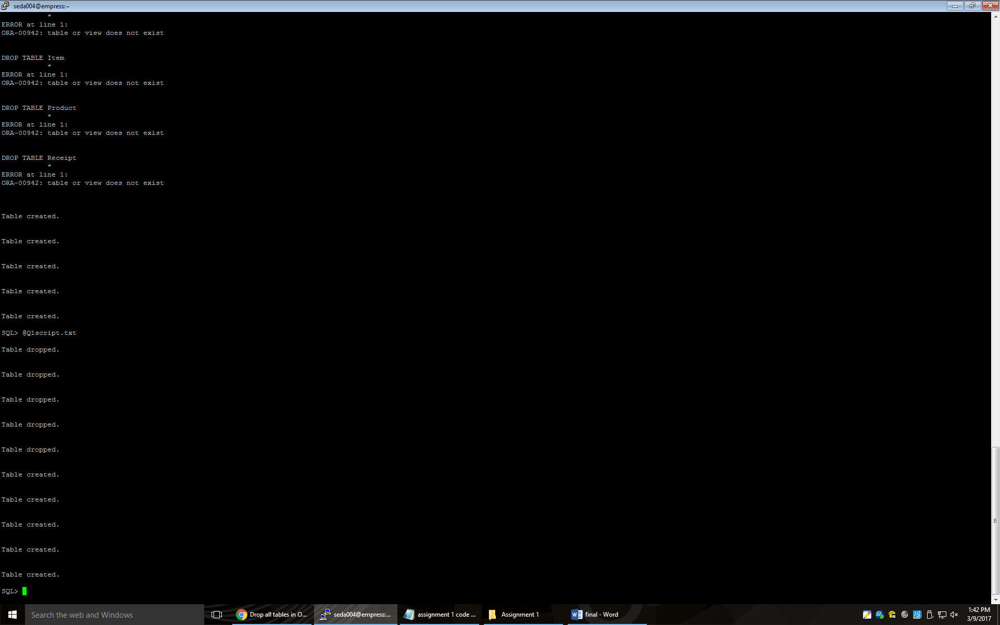 seda004@empress:~
*
ERROR at line 1:
ORA-00942: table or view does not exist
DROP TABLE Item
*
ERROR at line 1:
ORA-00942: table or view does not exist
DROP TABLE Product
*
ERROR at line 1:
ORA-00942: table or view does not exist
DROP TABLE Receipt
*
ERROR at line 1:
ORA-00942: table or view does not exist
Table created.
Table created.
Table created.
Table created.
Table created.
SQL> @Q1script.txt
Table dropped.
Table dropped.
Table dropped.
Table dropped.
Table dropped.
Table created.
Table created.
Table created.
Table created.
Table created.
SQL>
Search the web and Windows
Drop all tables in O...
seda004@empress:...
assignment 1 code ...
Assignment 1
final - Word
1:42 PM
3/9/2017